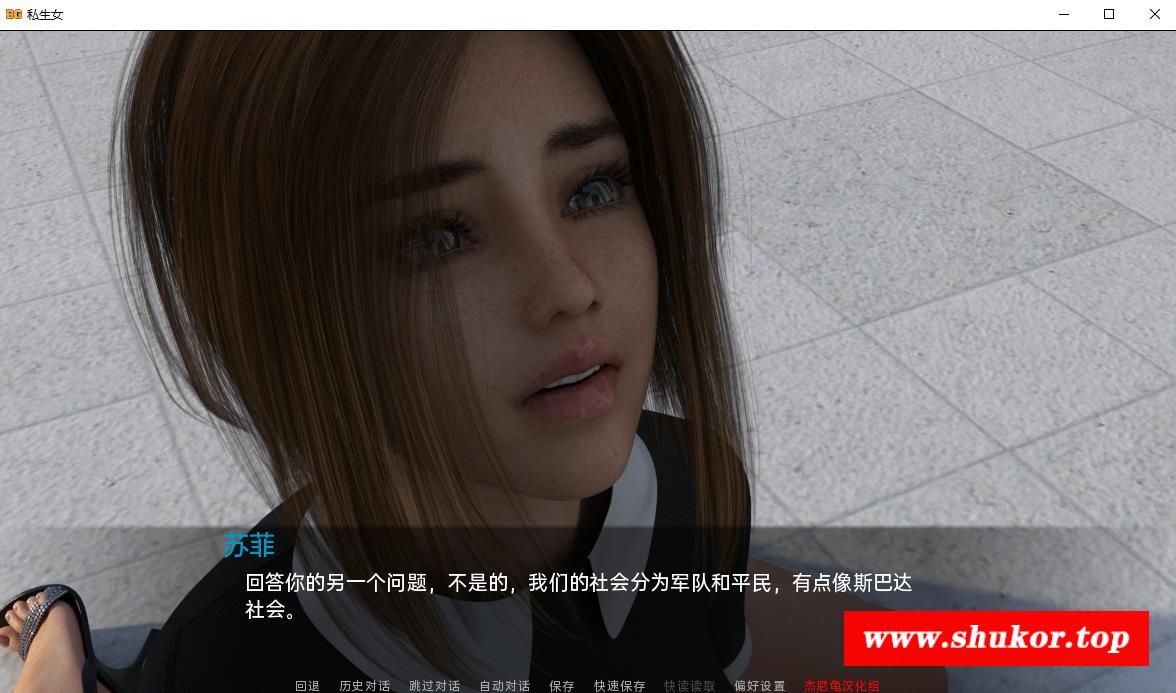 BG 私生女
苏菲
回答你的另一个问题，不是的，我们的社会分为军队和平民，有点像斯巴达
社会。
www.shukor.top
回退 历史对话 跳过对话 自动对话 保存 快速保存 快读读取 偏好设置 杰尼龟汉化组